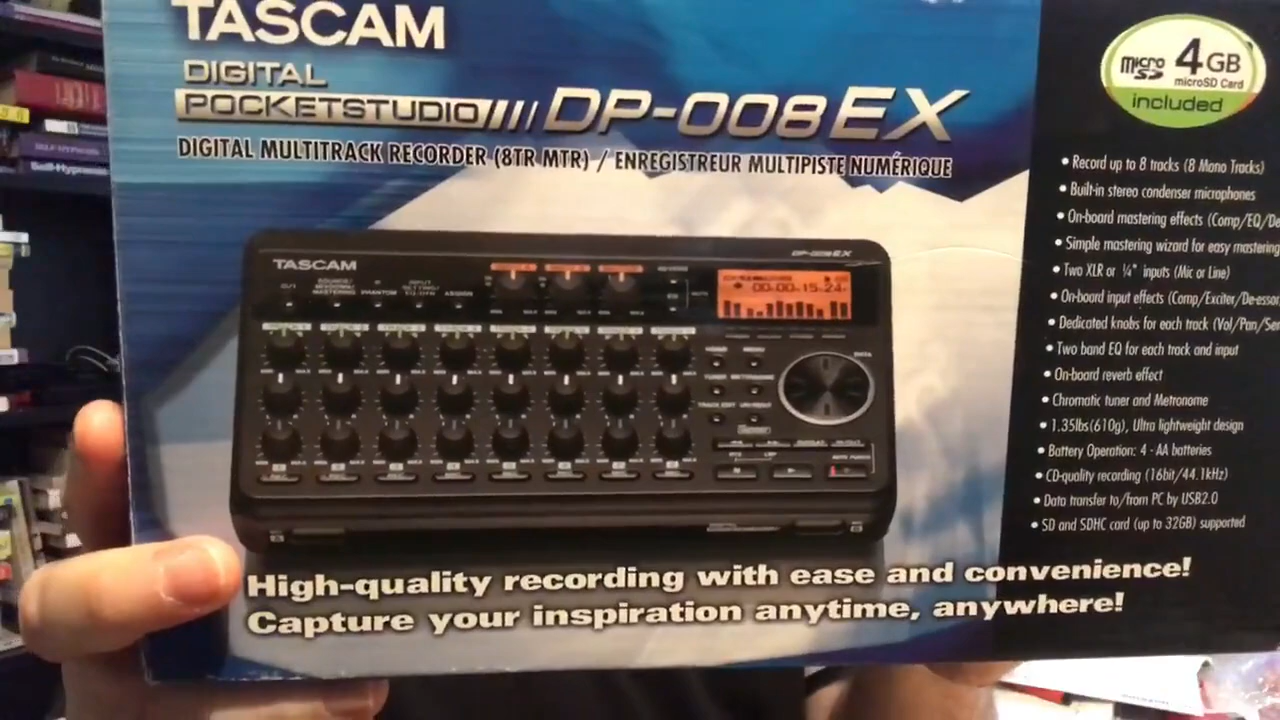 TASCAM
DIGITAL
POCKETSTUDIO DP-008EX
DIGITAL MULTITRACK RECORDER (8TR MTR) / ENREGISTREUR MULTIPISTE NUMÉRIQUE
micro SD 4GB
microSD Card
included
• Record up to 8 tracks (8 Mono Tracks)
• Built-in stereo condenser microphones
• On-board mastering effects (Comp/EQ/De
• Simple mastering wizard for easy mastering
• Two XLR or ¼" inputs (Mic or Line)
• On-board input effects (Comp/Exciter/De-esser
• Dedicated knobs for each track (Vol/Pan/Sen
• Two band EQ for each track and input
• On-board reverb effect
• Chromatic tuner and Metronome
• 1.35lbs(610g), Ultra lightweight design
• Battery Operation: 4 - AA batteries
• CD-quality recording (16bit/44.1kHz)
• Data transfer to/from PC by USB2.0
• SD and SDHC card (up to 32GB) supported
TASCAM
DP-008EX
PHANTOM
ASSIGN
00-00-15-24
DATA
High-quality recording with ease and convenience!
Capture your inspiration anytime, anywhere!
SELF HYPNOSIS
Self-Hypnosis